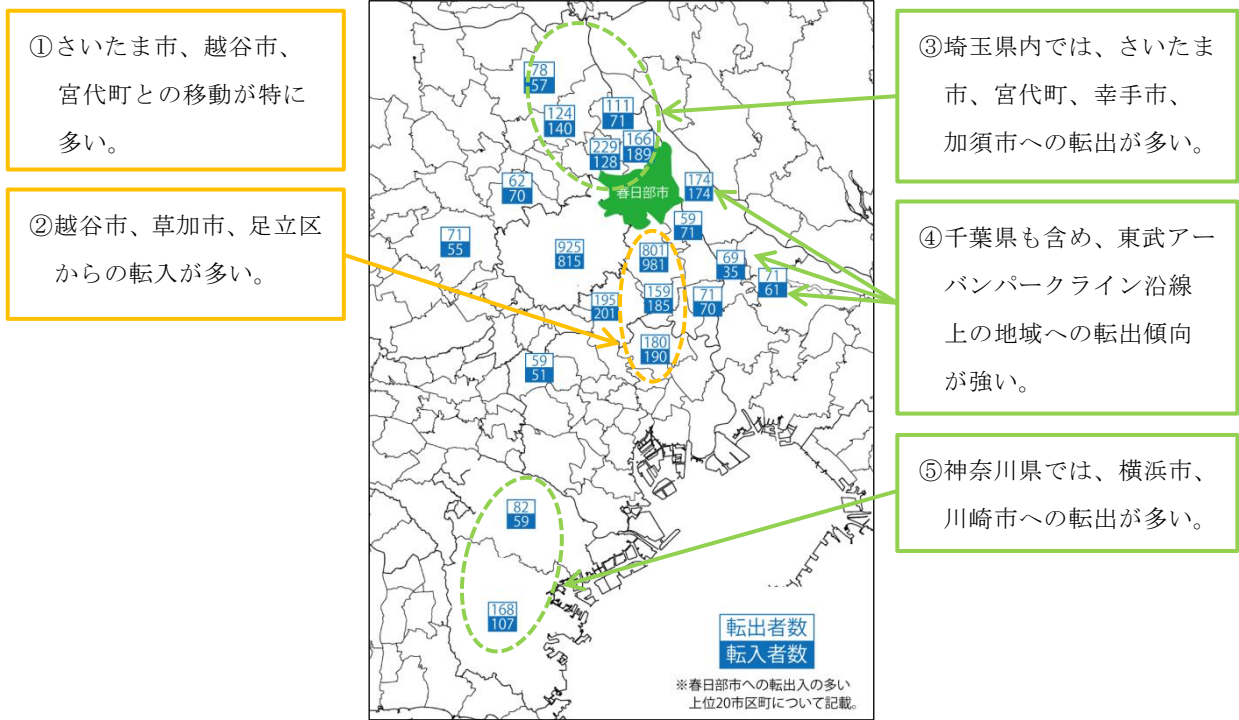 ①さいたま市、越谷市、
宮代町との移動が特に
多い。
②越谷市、草加市、足立区
からの転入が多い。
78
57
124
140
111
71
229
128
166
189
春日部市
174
174
62
70
59
71
71
55
925
815
801
981
69
35
71
61
195
201
159
185
71
70
180
190
59
51
82
59
168
107
転出者数
転入者数
※春日部市への転出入の多い
上位20市区町について記載。
③埼玉県内では、さいたま
市、宮代町、幸手市、
加須市への転出が多い。
④千葉県も含め、東武アー
バンパークライン沿線
上の地域への転出傾向
が強い。
⑤神奈川県では、横浜市、
川崎市への転出が多い。